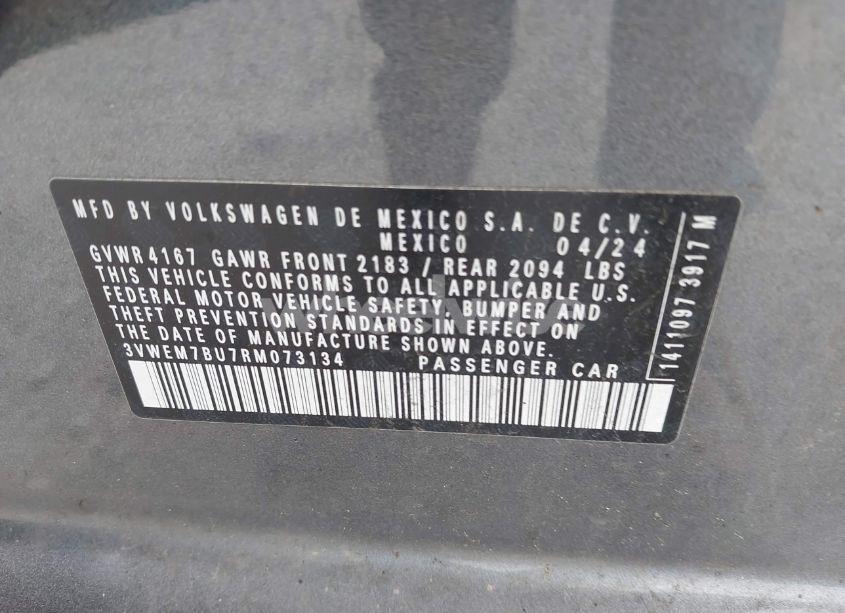 MFD BY VOLKSWAGEN DE MEXICO S.A. DE C.V.
MEXICO 04/24
GVWR 4167 GAWR FRONT 2183 / REAR 2094 LBS
THIS VEHICLE CONFORMS TO ALL APPLICABLE U.S.
FEDERAL MOTOR VEHICLE SAFETY, BUMPER AND
THEFT PREVENTION STANDARDS IN EFFECT ON
THE DATE OF MANUFACTURE SHOWN ABOVE.
3VWEM7BU7RM073134 PASSENGER CAR
1411097 3917 M